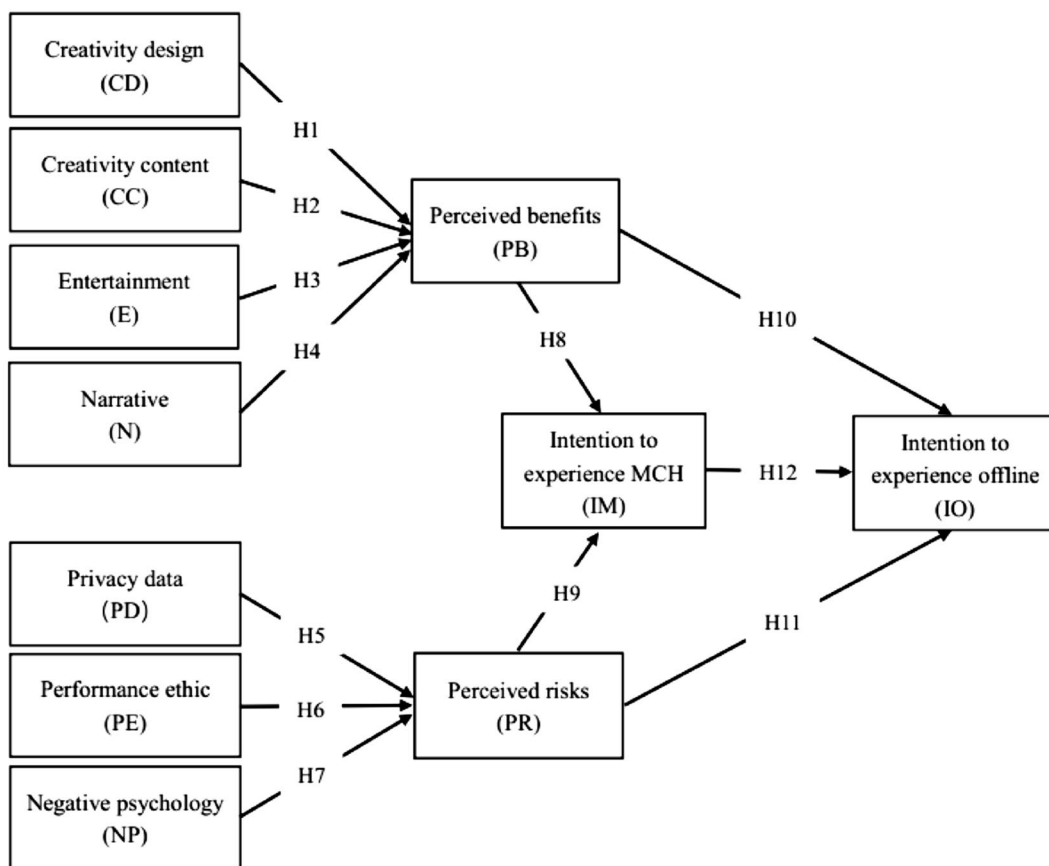 Creativity design
(CD)
H1
Creativity content
(CC)
H2
Perceived benefits
(PB)
Entertainment
(E)
H3
H10
H4
H8
Narrative
(N)
Intention to
experience MCH
(IM)
H12
Intention to
experience offline
(IO)
Privacy data
(PD)
H9
H5
H11
Performance ethic
(PE)
H6
Perceived risks
(PR)
H7
Negative psychology
(NP)